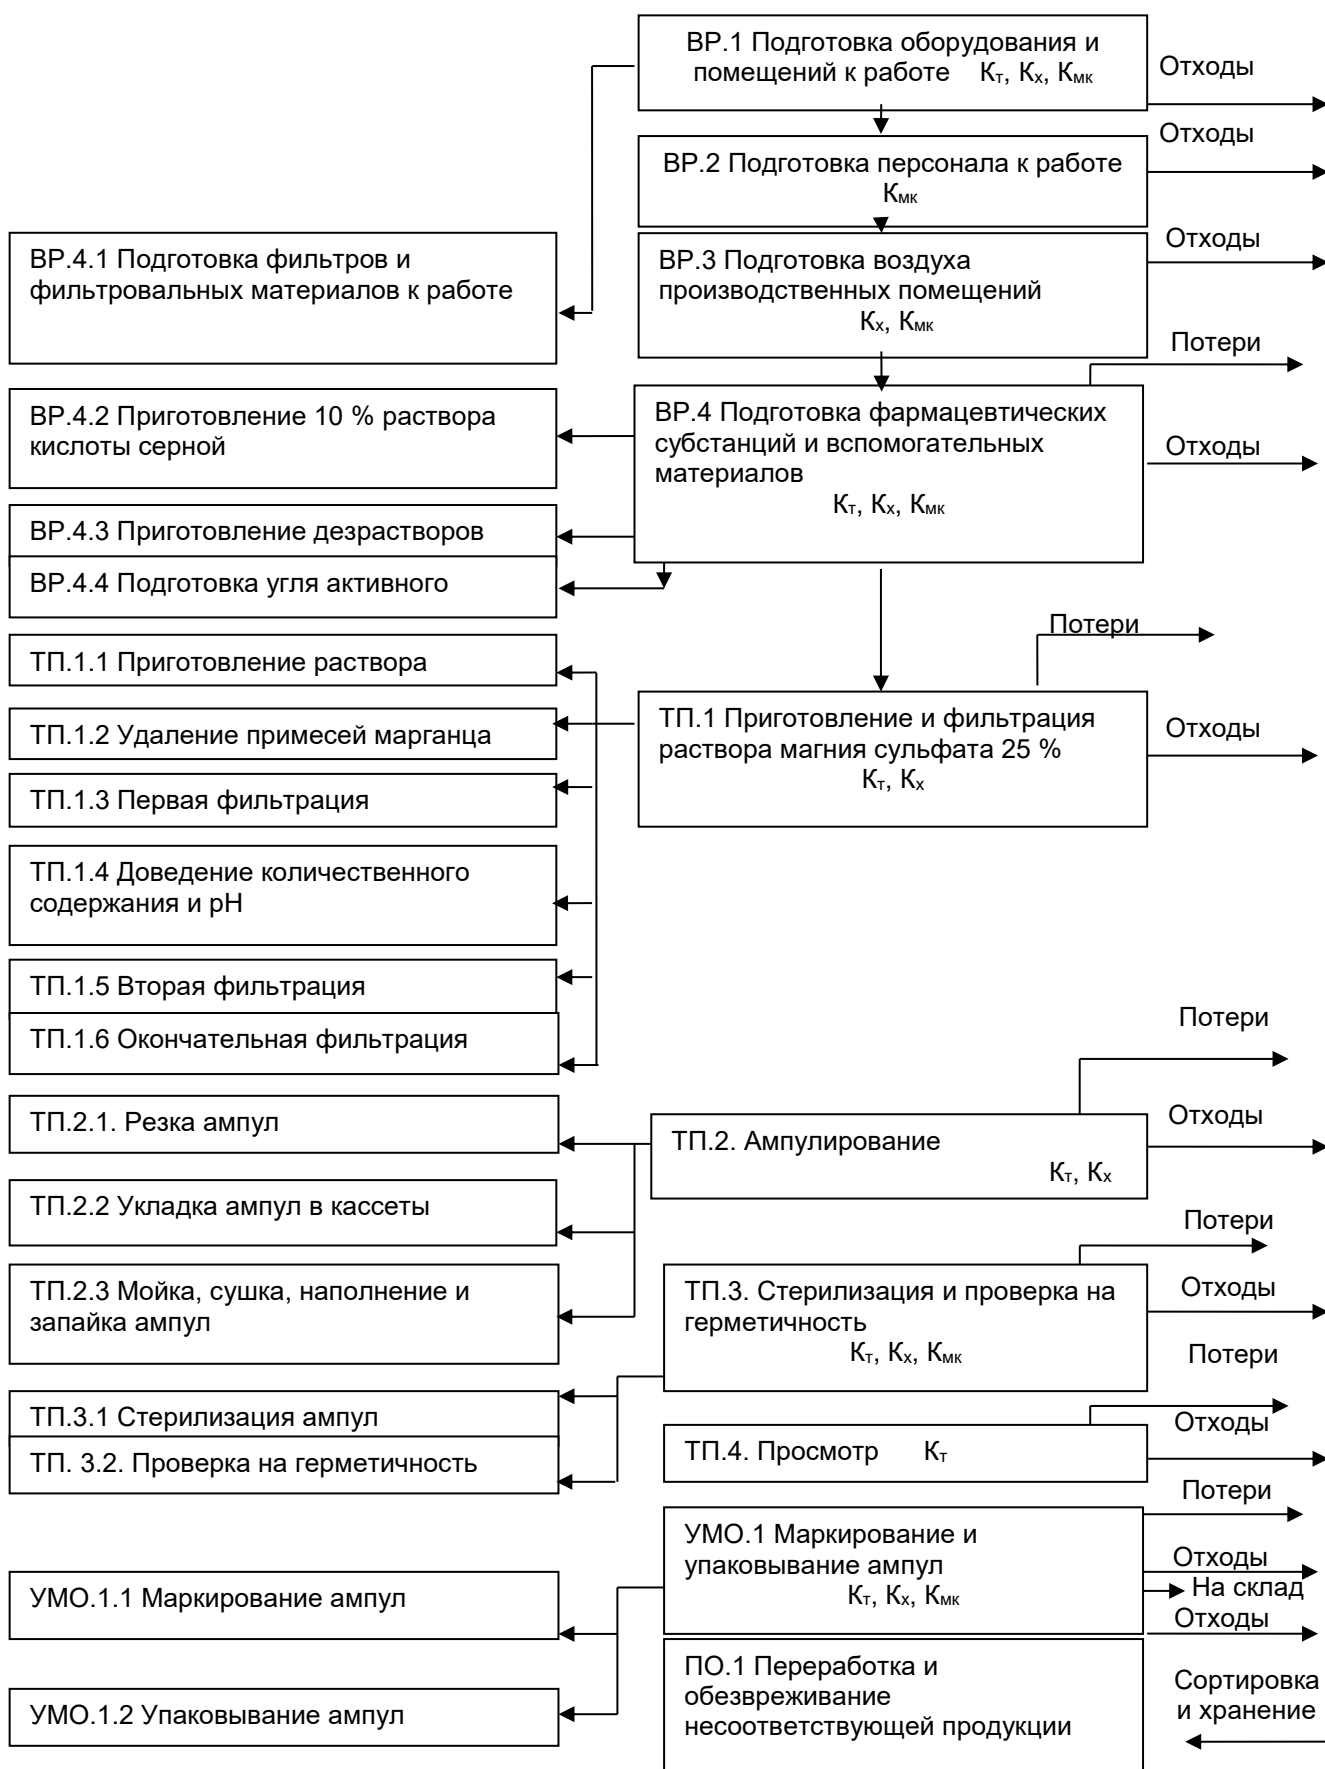 ВР.1 Подготовка оборудования и
помещений к работе Кт, Кх, Кмк
Отходы
Отходы
ВР.2 Подготовка персонала к работе
Кмк
ВР.4.1 Подготовка фильтров и
фильтровальных материалов к работе
ВР.3 Подготовка воздуха
производственных помещений
Кх, Кмк
Отходы
Потери
ВР.4.2 Приготовление 10 % раствора
кислоты серной
ВР.4 Подготовка фармацевтических
субстанций и вспомогательных
материалов
Кт, Кх, Кмк
Отходы
ВР.4.3 Приготовление дезрастворов
ВР.4.4 Подготовка угля активного
Потери
ТП.1.1 Приготовление раствора
ТП.1.2 Удаление примесей марганца
ТП.1 Приготовление и фильтрация
раствора магния сульфата 25 %
Кт, Кх
Отходы
ТП.1.3 Первая фильтрация
ТП.1.4 Доведение количественного
содержания и рН
ТП.1.5 Вторая фильтрация
ТП.1.6 Окончательная фильтрация
Потери
ТП.2.1. Резка ампул
ТП.2. Ампулирование
Кт, Кх
Отходы
ТП.2.2 Укладка ампул в кассеты
Потери
ТП.2.3 Мойка, сушка, наполнение и
запайка ампул
ТП.3. Стерилизация и проверка на
герметичность
Кт, Кх, Кмк
Отходы
Потери
ТП.3.1 Стерилизация ампул
ТП. 3.2. Проверка на герметичность
ТП.4. Просмотр Кт
Отходы
Потери
УМО.1 Маркирование и
упаковывание ампул
Кт, Кх, Кмк
Отходы
На склад
Отходы
УМО.1.1 Маркирование ампул
УМО.1.2 Упаковывание ампул
ПО.1 Переработка и
обезвреживание
несоответствующей продукции
Сортировка
и хранение